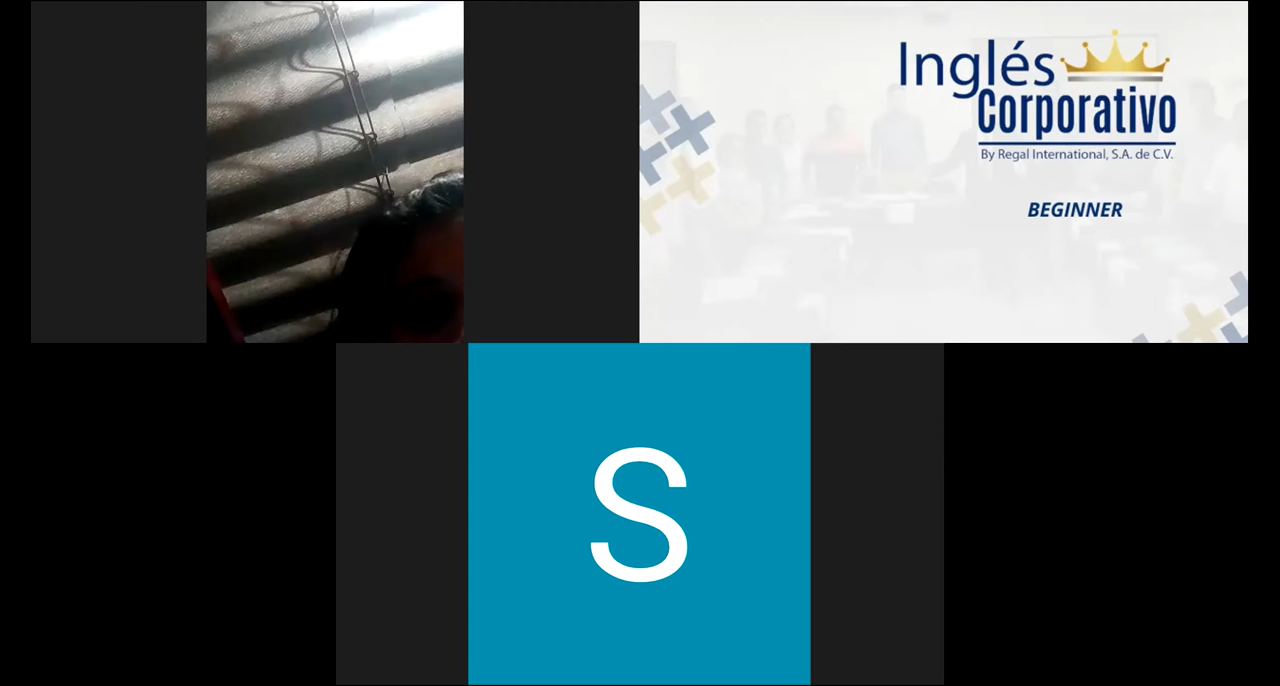 Inglés
Corporativo
By Regal International, S.A. de C.V.
BEGINNER
S